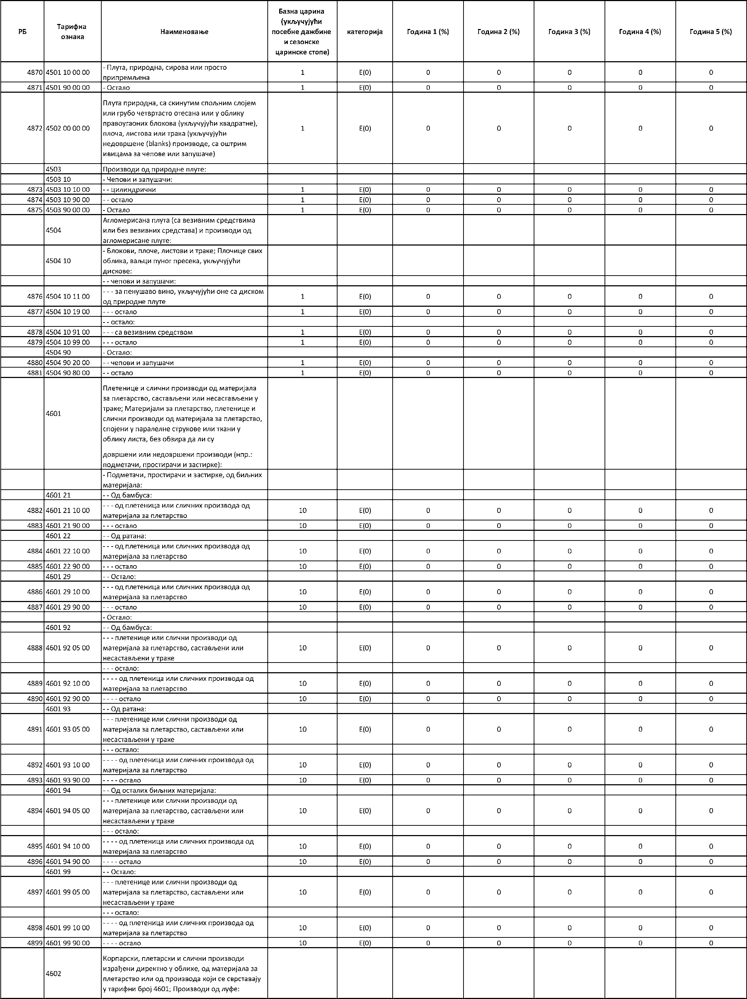 РБ Тарифна ознака Наименовање Базна царина (укључујући посебне дажбине и сезонске царинске стопе) категорија Година 1 (%) Година 2 (%) Година 3 (%) Година 4 (%) Година 5 (%)
4870 4501 10 00 00 - Плута, природна, сирова или просто
припремљена 1 E(0) 0 0 0 0 0
4871 4501 90 00 00 - Остало 1 E(0) 0 0 0 0 0
4872 4502 00 00 00 Плута природна, са скинутим спољним слојем
или грубо четвртасто отесана или у облику
правоугаоних блокова (укључујући квадратне),
плоча, листова или трака (укључујући
недовршене (blanks) производе, са оштрим
ивицама за чепове или запушаче) 1 E(0) 0 0 0 0 0
4503 Производи од природне плуте:
4503 10 - Чепови и запушачи:
4873 4503 10 10 00 - - цилиндрични 1 E(0) 0 0 0 0 0
4874 4503 10 90 00 - - остало 1 E(0) 0 0 0 0 0
4875 4503 90 00 00 - Остало 1 E(0) 0 0 0 0 0
4504 Агломерисана плута (са везивним средствима
или без везивних средстава) и производи од
агломерисане плуте:
4504 10 - Блокови, плоче, листови и траке; Плочице свих
облика, ваљци пуног пресека, укључујући
дискове:
- - чепови и запушачи:
4876 4504 10 11 00 - - - за пенушаво вино, укључујући оне са диском
од природне плуте 1 E(0) 0 0 0 0 0
4877 4504 10 19 00 - - - остало 1 E(0) 0 0 0 0 0
- - остало:
4878 4504 10 91 00 - - - са везивним средством 1 E(0) 0 0 0 0 0
4879 4504 10 99 00 - - - остало 1 E(0) 0 0 0 0 0
4504 90 - Остало:
4880 4504 90 20 00 - - чепови и запушачи 1 E(0) 0 0 0 0 0
4881 4504 90 80 00 - - остало 1 E(0) 0 0 0 0 0
4601 Плетенице и слични производи од материјала
за плетарство, састављени или несастављени у
траке; Материјали за плетарство, плетенице и
слични производи од материјала за плетарство,
спојени у паралелне струкове или ткани у
облику листа, без обзира да ли су
довршени или недовршени производи (нпр.:
подметачи, простирачи и застирке):
- Подметачи, простирачи и застирке, од биљних
материјала:
4601 21 - - Од бамбуса:
4882 4601 21 10 00 - - - од плетеница или сличних производа од
материјала за плетарство 10 E(0) 0 0 0 0 0
4883 4601 21 90 00 - - - остало 10 E(0) 0 0 0 0 0
4601 22 - - Од ратана:
4884 4601 22 10 00 - - - од плетеница или сличних производа од
материјала за плетарство 10 E(0) 0 0 0 0 0
4885 4601 22 90 00 - - - остало 10 E(0) 0 0 0 0 0
4601 29 - - Остало:
4886 4601 29 10 00 - - - од плетеница или сличних производа од
материјала за плетарство 10 E(0) 0 0 0 0 0
4887 4601 29 90 00 - - - остало 10 E(0) 0 0 0 0 0
- Остало:
4601 92 - - Од бамбуса:
4888 4601 92 05 00 - - - плетенице или слични производи од
материјала за плетарство, састављени или
несастављени у траке 10 E(0) 0 0 0 0 0
- - - остало:
4889 4601 92 10 00 - - - - од плетеница или сличних производа од
материјала за плетарство 10 E(0) 0 0 0 0 0
4890 4601 92 90 00 - - - - остало 10 E(0) 0 0 0 0 0
4601 93 - - Од ратана:
4891 4601 93 05 00 - - - плетенице или слични производи од
материјала за плетарство, састављени или
несастављени у траке 10 E(0) 0 0 0 0 0
- - - остало:
4892 4601 93 10 00 - - - - од плетеница или сличних производа од
материјала за плетарство 10 E(0) 0 0 0 0 0
4893 4601 93 90 00 - - - - остало 10 E(0) 0 0 0 0 0
4601 94 - - Од осталих биљних материјала:
4894 4601 94 05 00 - - - плетенице или слични производи од
материјала за плетарство, састављени или
несастављени у траке 10 E(0) 0 0 0 0 0
- - - остало:
4895 4601 94 10 00 - - - - од плетеница или сличних производа од
материјала за плетарство 10 E(0) 0 0 0 0 0
4896 4601 94 90 00 - - - - остало 10 E(0) 0 0 0 0 0
4601 99 - - Остало:
4897 4601 99 05 00 - - - плетенице или слични производи од
материјала за плетарство, састављени или
несастављени у траке 10 E(0) 0 0 0 0 0
- - - остало:
4898 4601 99 10 00 - - - - од плетеница или сличних производа од
материјала за плетарство 10 E(0) 0 0 0 0 0
4899 4601 99 90 00 - - - - остало 10 E(0) 0 0 0 0 0
4602 Корпарски, плетарски и слични производи
израђени директно у облике, од материјала за
плетарство или од производа који се сврставају
у тарифни број 4601; Производи од луфе: